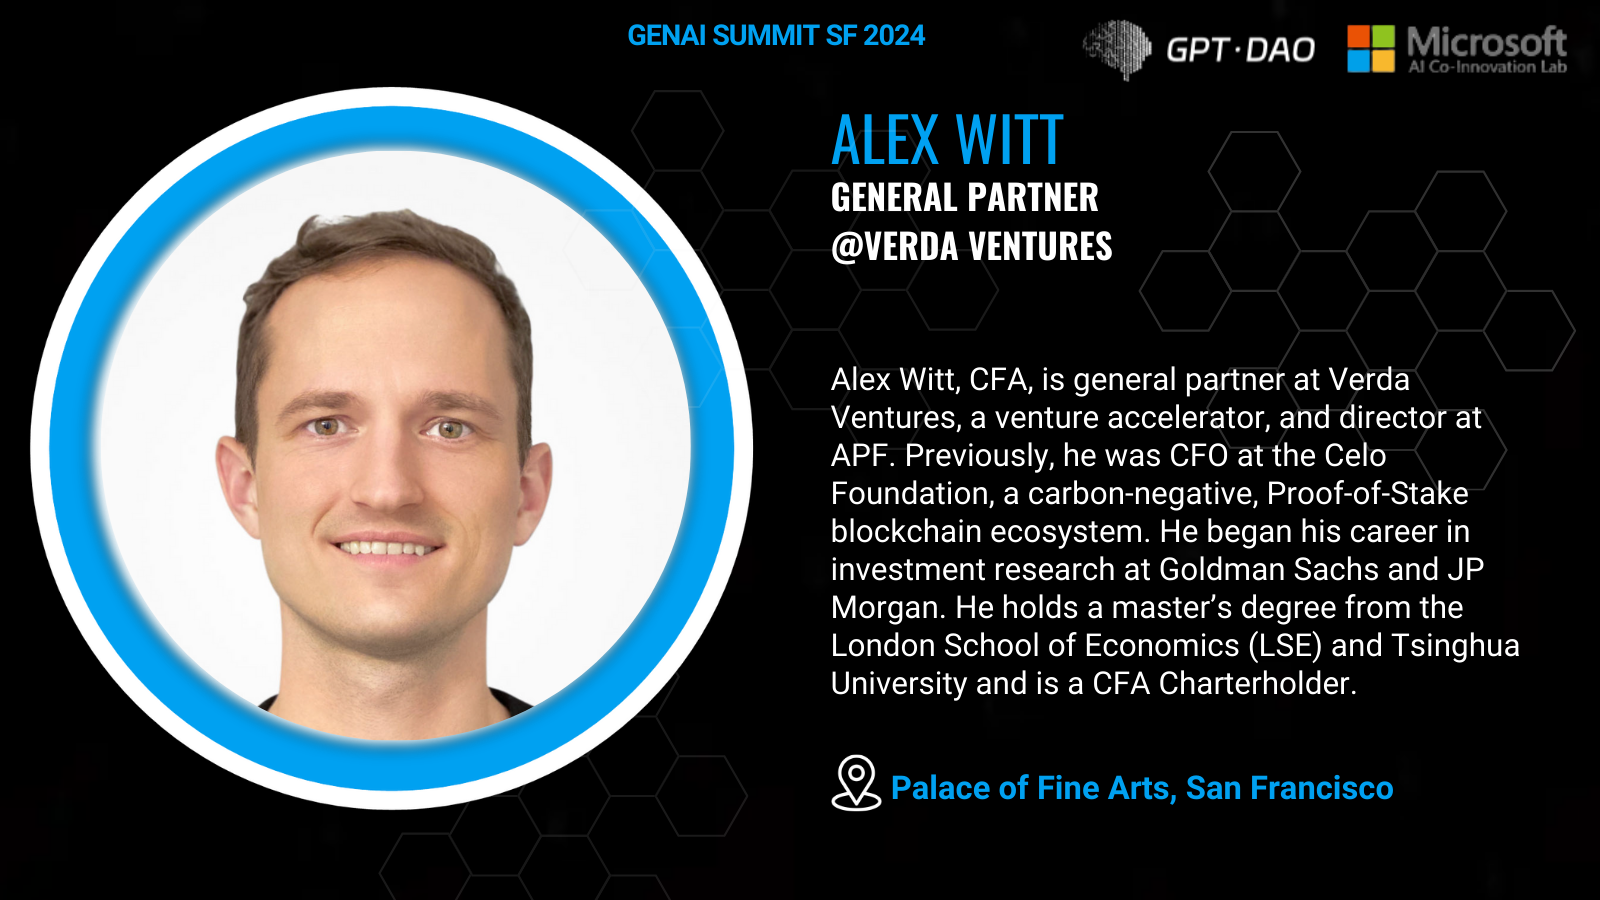 GENAI SUMMIT SF 2024
GPT·DAO
Microsoft
AI Co-Innovation Lab
ALEX WITT
GENERAL PARTNER
@VERDA VENTURES
Alex Witt, CFA, is general partner at Verda
Ventures, a venture accelerator, and director at
APF. Previously, he was CFO at the Celo
Foundation, a carbon-negative, Proof-of-Stake
blockchain ecosystem. He began his career in
investment research at Goldman Sachs and JP
Morgan. He holds a master’s degree from the
London School of Economics (LSE) and Tsinghua
University and is a CFA Charterholder.
Palace of Fine Arts, San Francisco